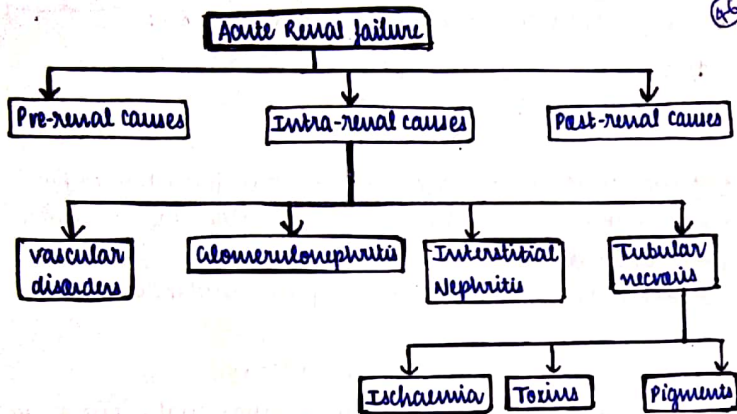 46
Acute Renal failure
Pre-renal causes
Intra-renal causes
Post-renal causes
vascular
disorders
Glomerulonephritis
Interstitial
Nephritis
Tubular
necrosis
Ischaemia
Toxins
Pigments